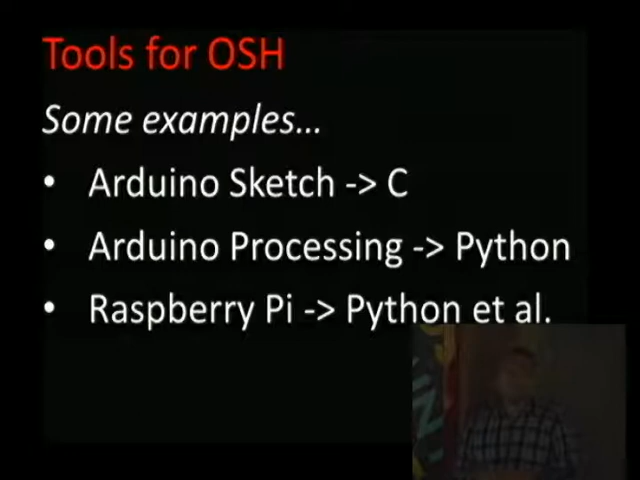 Tools for OSH
Some examples...
• Arduino Sketch -> C
• Arduino Processing -> Python
• Raspberry Pi -> Python et al.